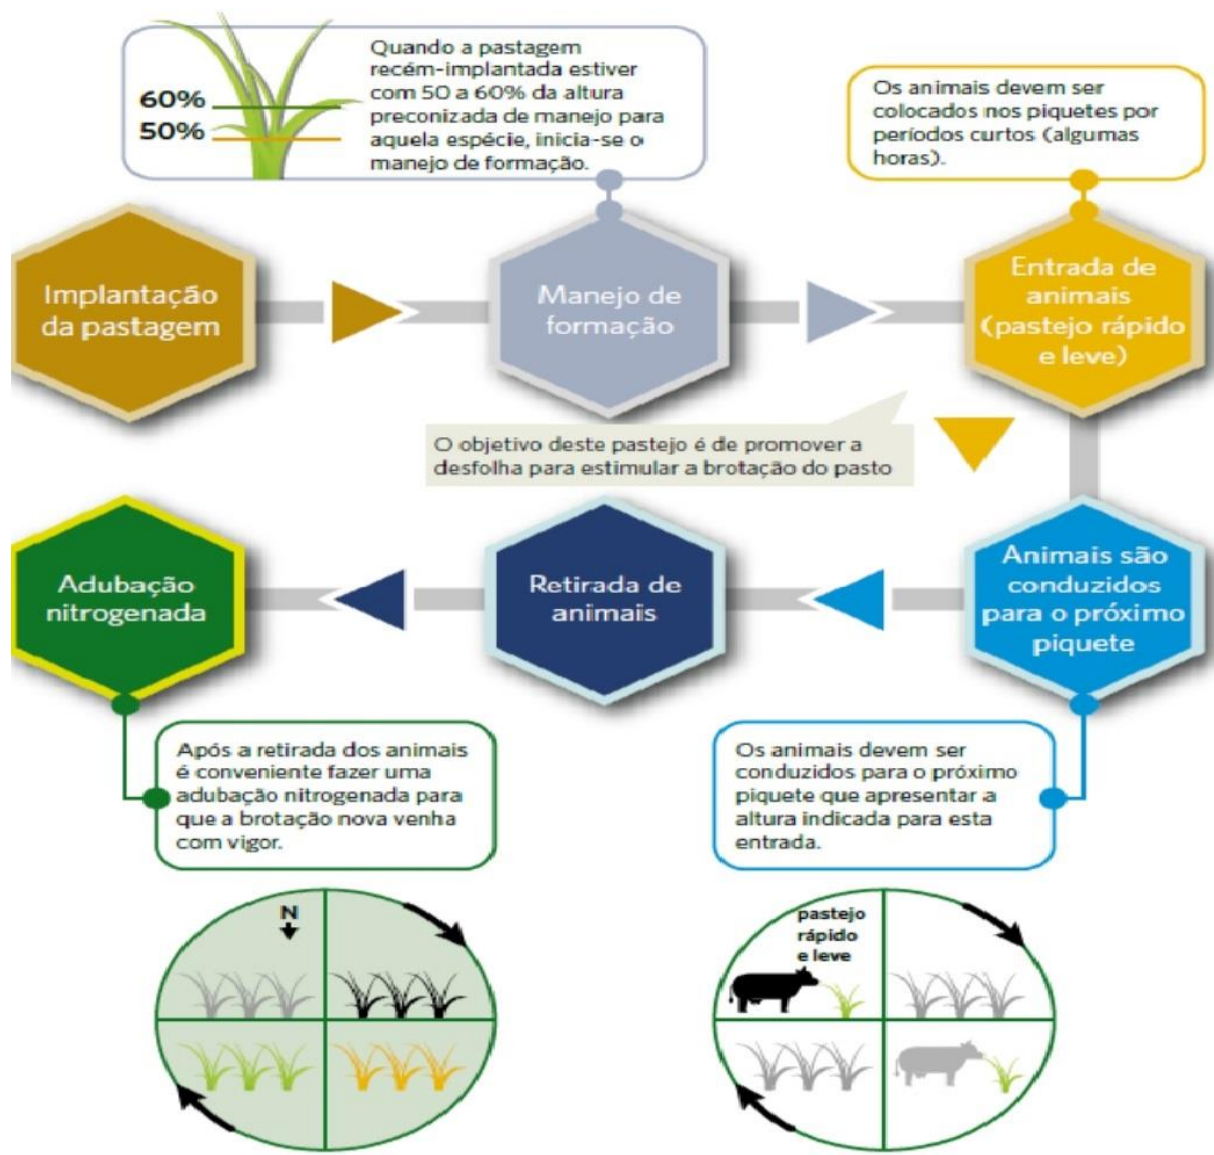 60%
50%
Quando a pastagem
recém-implantada estiver
com 50 a 60% da altura
preconizada de manejo para
aquela espécie, inicia-se o
manejo de formação.
Os animais devem ser
colocados nos piquetes por
períodos curtos (algumas
horas).
Implantação
da pastagem
Manejo de
formação
Entrada de
animais
(pastejo rápido
e leve)
O objetivo deste pastejo é de promover a
desfolha para estimular a brotação do pasto
Animais são
conduzidos
para o próximo
piquete
Retirada de
animais
Adubação
nitrogenada
Após a retirada dos animais
é conveniente fazer uma
adubação nitrogenada para
que a brotação nova venha
com vigor.
Os animais devem ser
conduzidos para o próximo
piquete que apresentar a
altura indicada para esta
entrada.
N
pastejo
rápido
e leve